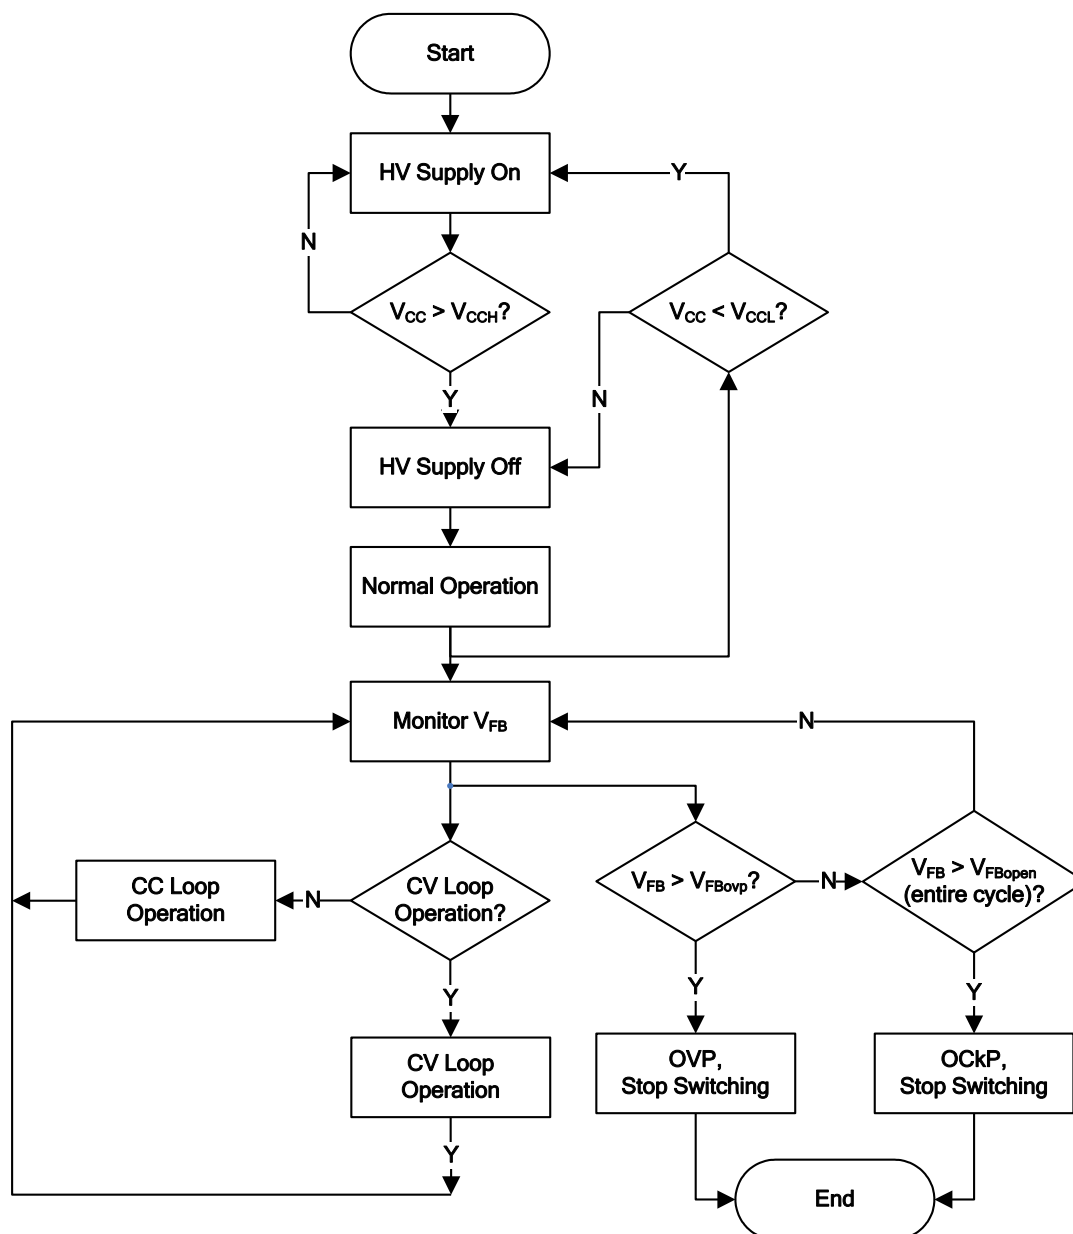 Start
HV Supply On
Y
N
VCC > VCCH?
VCC < VCCL?
Y
N
HV Supply Off
Normal Operation
Monitor VFB
N
CC Loop
Operation
N
CV Loop
Operation?
VFB > VFBovp?
N
VFB > VFBopen
(entire cycle)?
Y
Y
Y
CV Loop
Operation
OVP,
Stop Switching
OCkP,
Stop Switching
Y
End